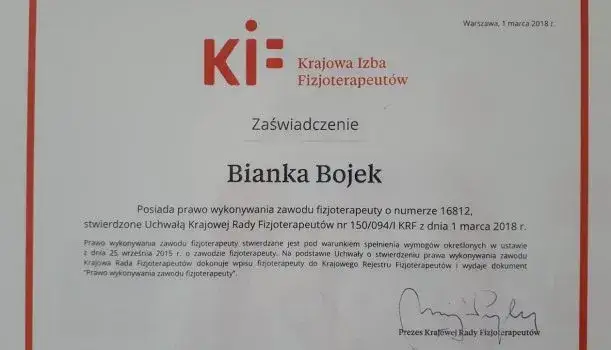 Warszawa, 1 marca 2018 r.
KIF
Krajowa Izba
Fizjoterapeutów
Zaświadczenie
Bianka Bojek
Posiada prawo wykonywania zawodu fizjoterapeuty o numerze 16812,
stwierdzone Uchwałą Krajowej Rady Fizjoterapeutów nr 150/094/I KRF z dnia 1 marca 2018 r.
Prawo wykonywania zawodu fizjoterapeuty stwierdzane jest pod warunkiem spełnienia wymogów określonych w ustawie
z dnia 25 września 2015 r. o zawodzie fizjoterapeuty. Na podstawie Uchwały o stwierdzeniu prawa wykonywania zawodu
Krajowa Rada Fizjoterapeutów dokonuje wpisu fizjoterapeuty do Krajowego Rejestru Fizjoterapeutów i wydaje dokument
"Prawo wykonywania zawodu fizjoterapeuty".
Prezes Krajowej Rady Fizjoterapeutów